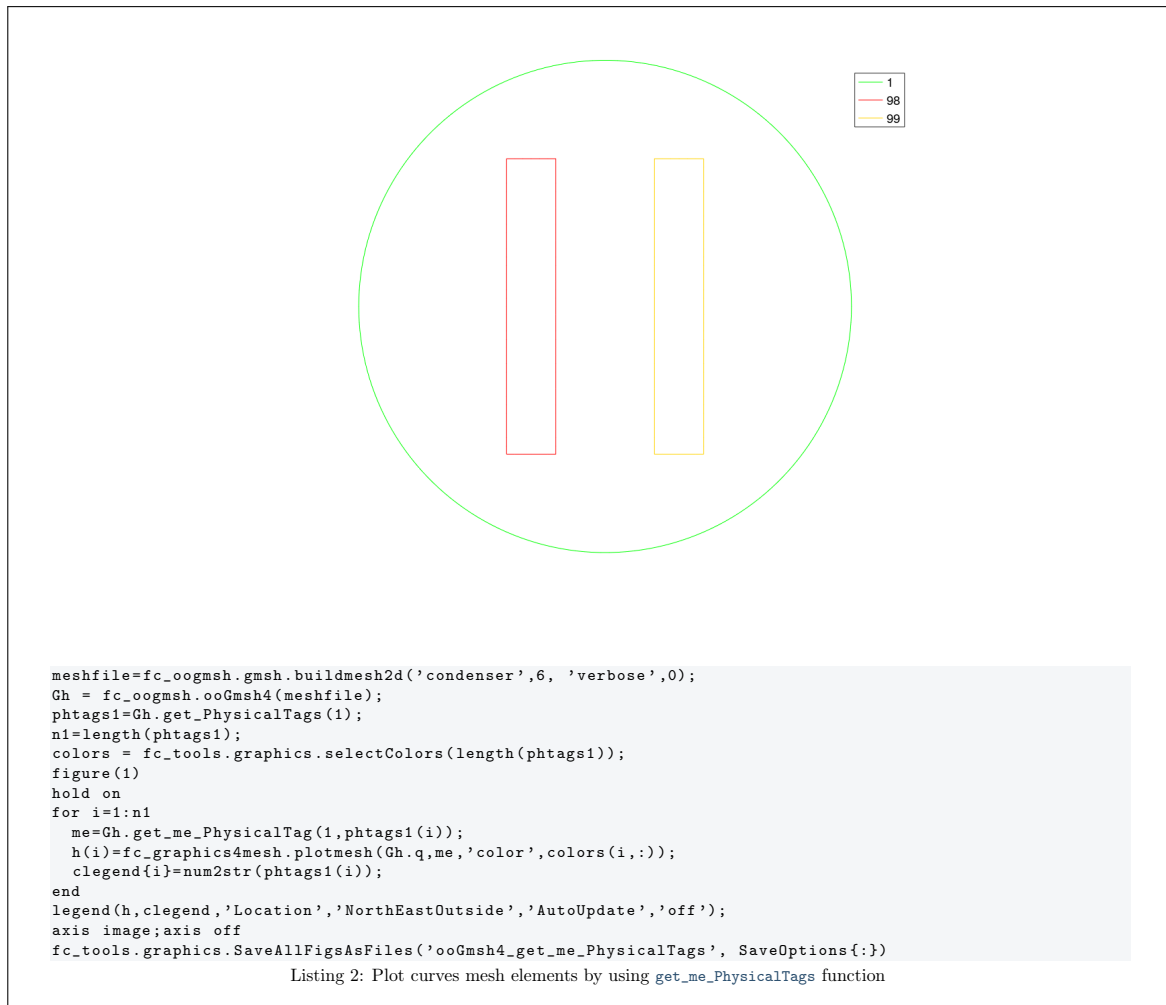 1
98
99
meshfile=fc_oogmsh.gmsh.buildmesh2d('condenser',6, 'verbose',0);
Gh = fc_oogmsh.ooGmsh4(meshfile);
phtags1=Gh.get_PhysicalTags(1);
n1=length(phtags1);
colors = fc_tools.graphics.selectColors(length(phtags1));
figure(1)
hold on
for i=1:n1
  me=Gh.get_me_PhysicalTag(1,phtags1(i));
  h(i)=fc_graphics4mesh.plotmesh(Gh.q,me,'color',colors(i,:));
  clegend{i}=num2str(phtags1(i));
end
legend(h,clegend,'Location','NorthEastOutside','AutoUpdate','off');
axis image;axis off
fc_tools.graphics.SaveAllFigsAsFiles('ooGmsh4_get_me_PhysicalTags', SaveOptions{:})
Listing 2: Plot curves mesh elements by using get_me_PhysicalTags function